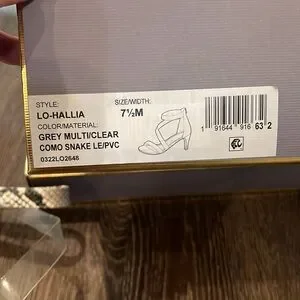 STYLE:
LO-HALLIA
SIZE/WIDTH:
7½M
COLOR/MATERIAL:
GREY MULTI/CLEAR
COMO SNAKE LE/PVC
0322LO2648
1 91644 916 63 2